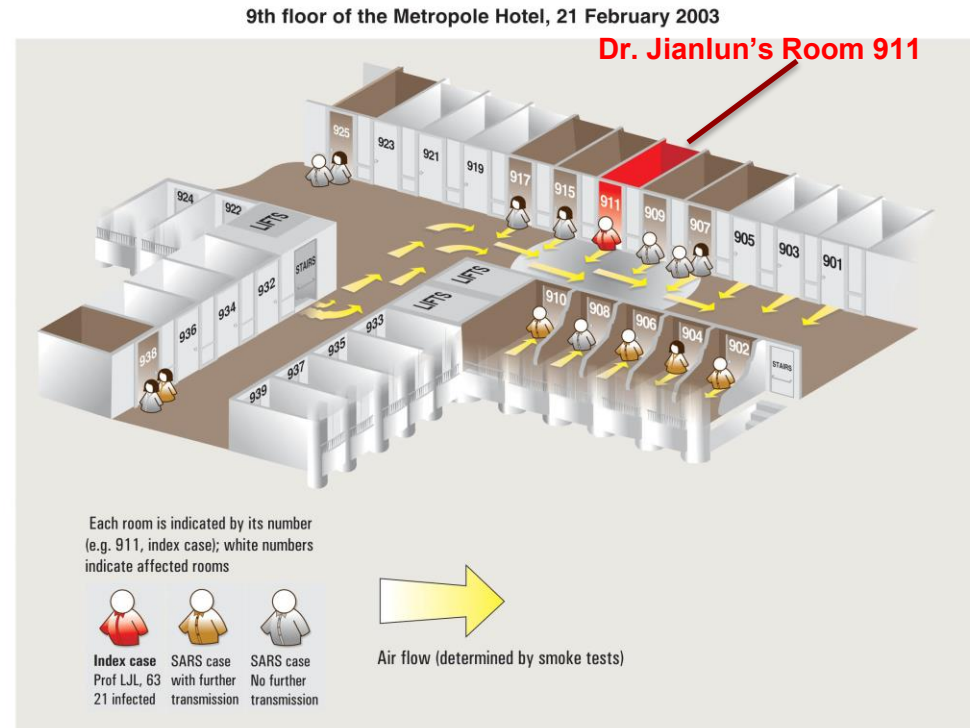 9th floor of the Metropole Hotel, 21 February 2003
Dr. Jianlun's Room 911
925
923
921
919
917
915
911
909
907
905
903
901
924
922
LIFTS
STAIRS
932
934
936
938
LIFTS
LIFTS
933
935
937
939
910
908
906
904
902
STAIRS
Each room is indicated by its number
(e.g. 911, index case); white numbers
indicate affected rooms
Index case
Prof LJL, 63
21 infected
SARS case
with further
transmission
SARS case
No further
transmission
Air flow (determined by smoke tests)